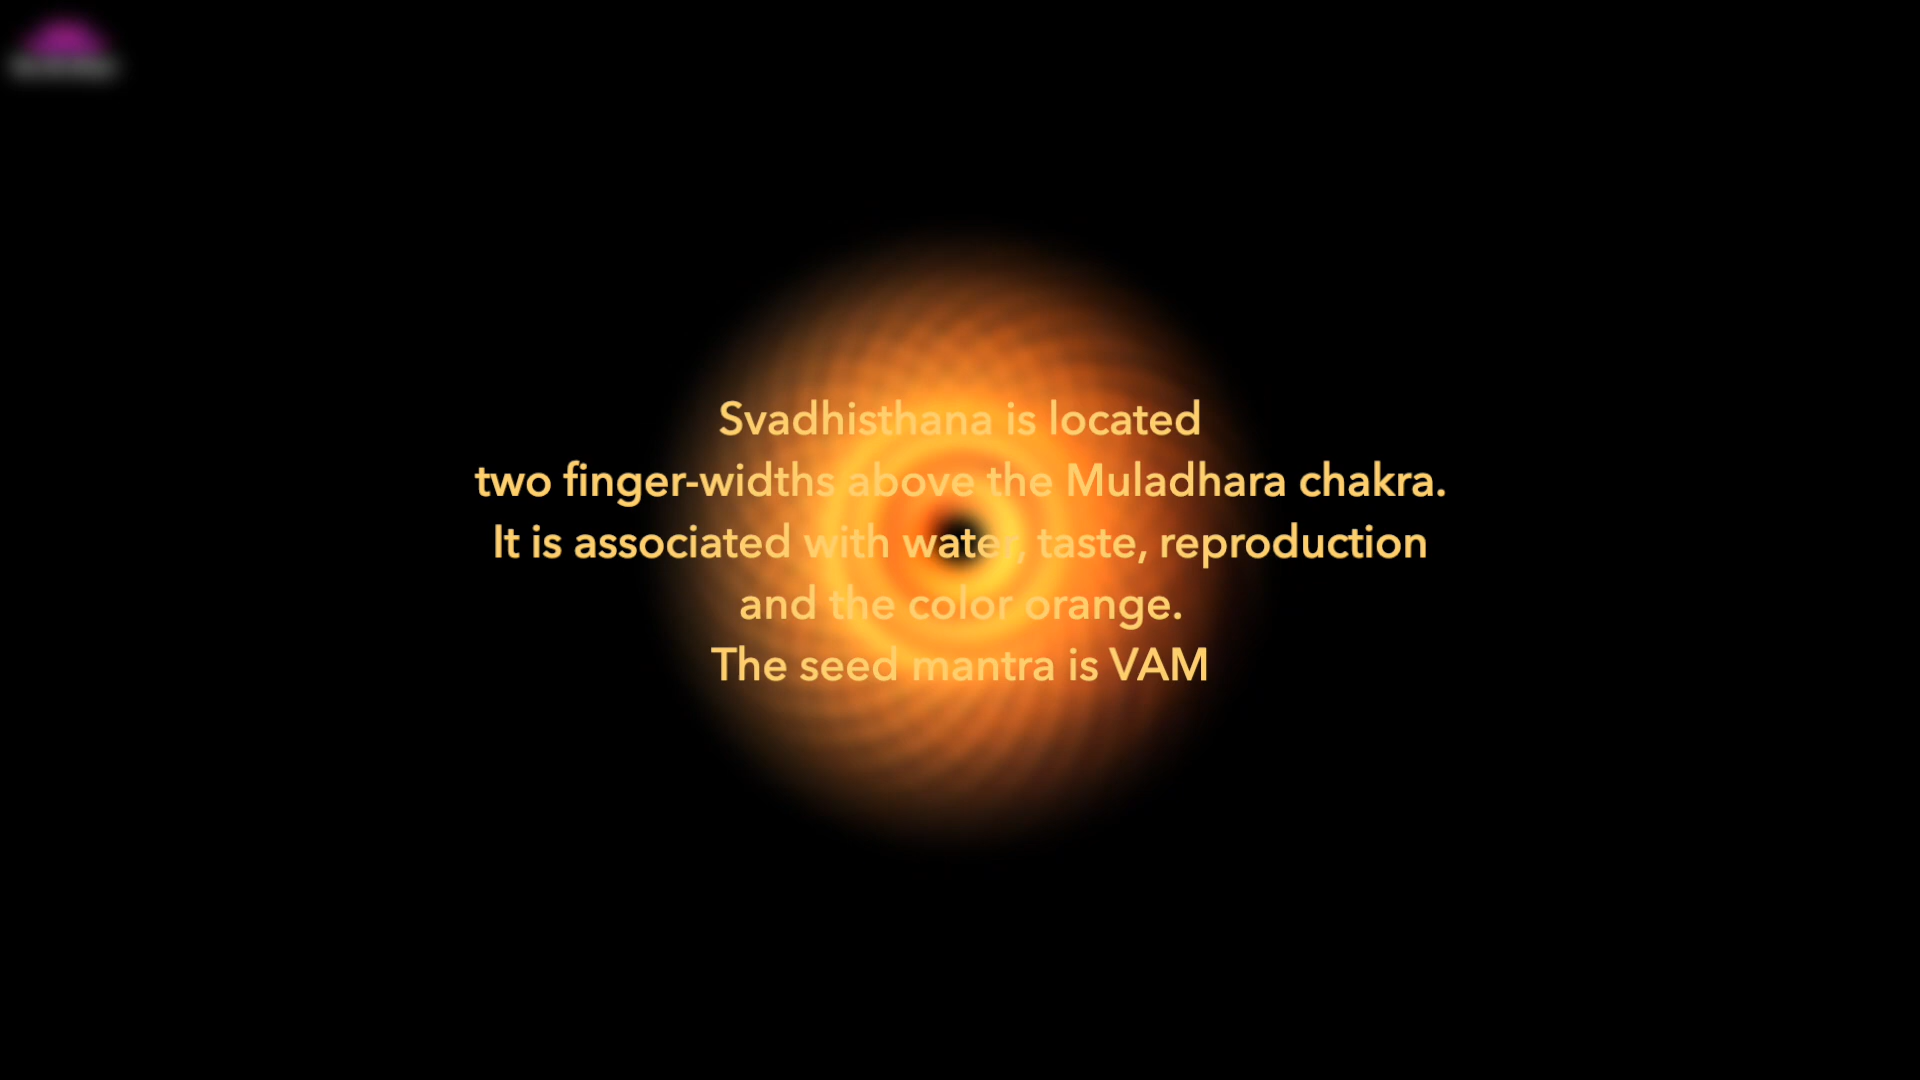 Svadhisthana is located
two finger-widths above the Muladhara chakra.
It is associated with water, taste, reproduction
and the color orange.
The seed mantra is VAM